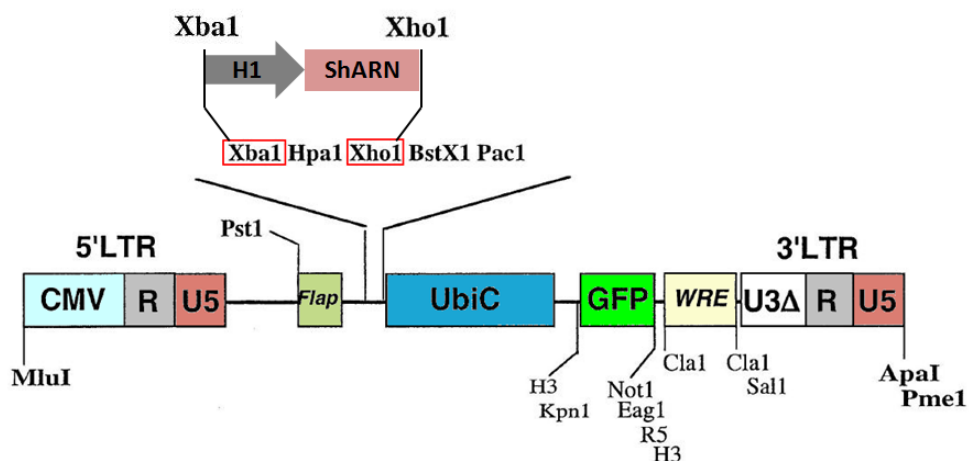 Xba1 Xho1
H1 ShARN
Xba1 Hpa1 Xho1 BstX1 Pac1
Pst1
5'LTR 3'LTR
CMV R U5 Flap UbiC GFP WRE U3Δ R U5
MluI H3 Not1 Cla1 Cla1 ApaI
Kpn1 Eag1 Sal1 Pme1
R5
H3